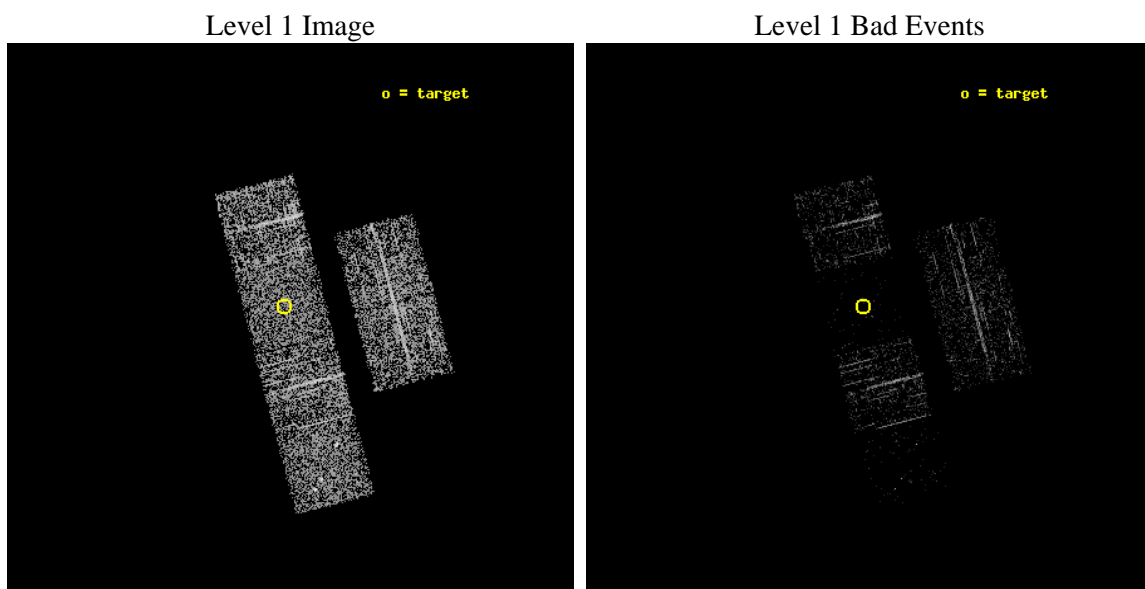 Level 1 Image
Level 1 Bad Events
o = target
o = target